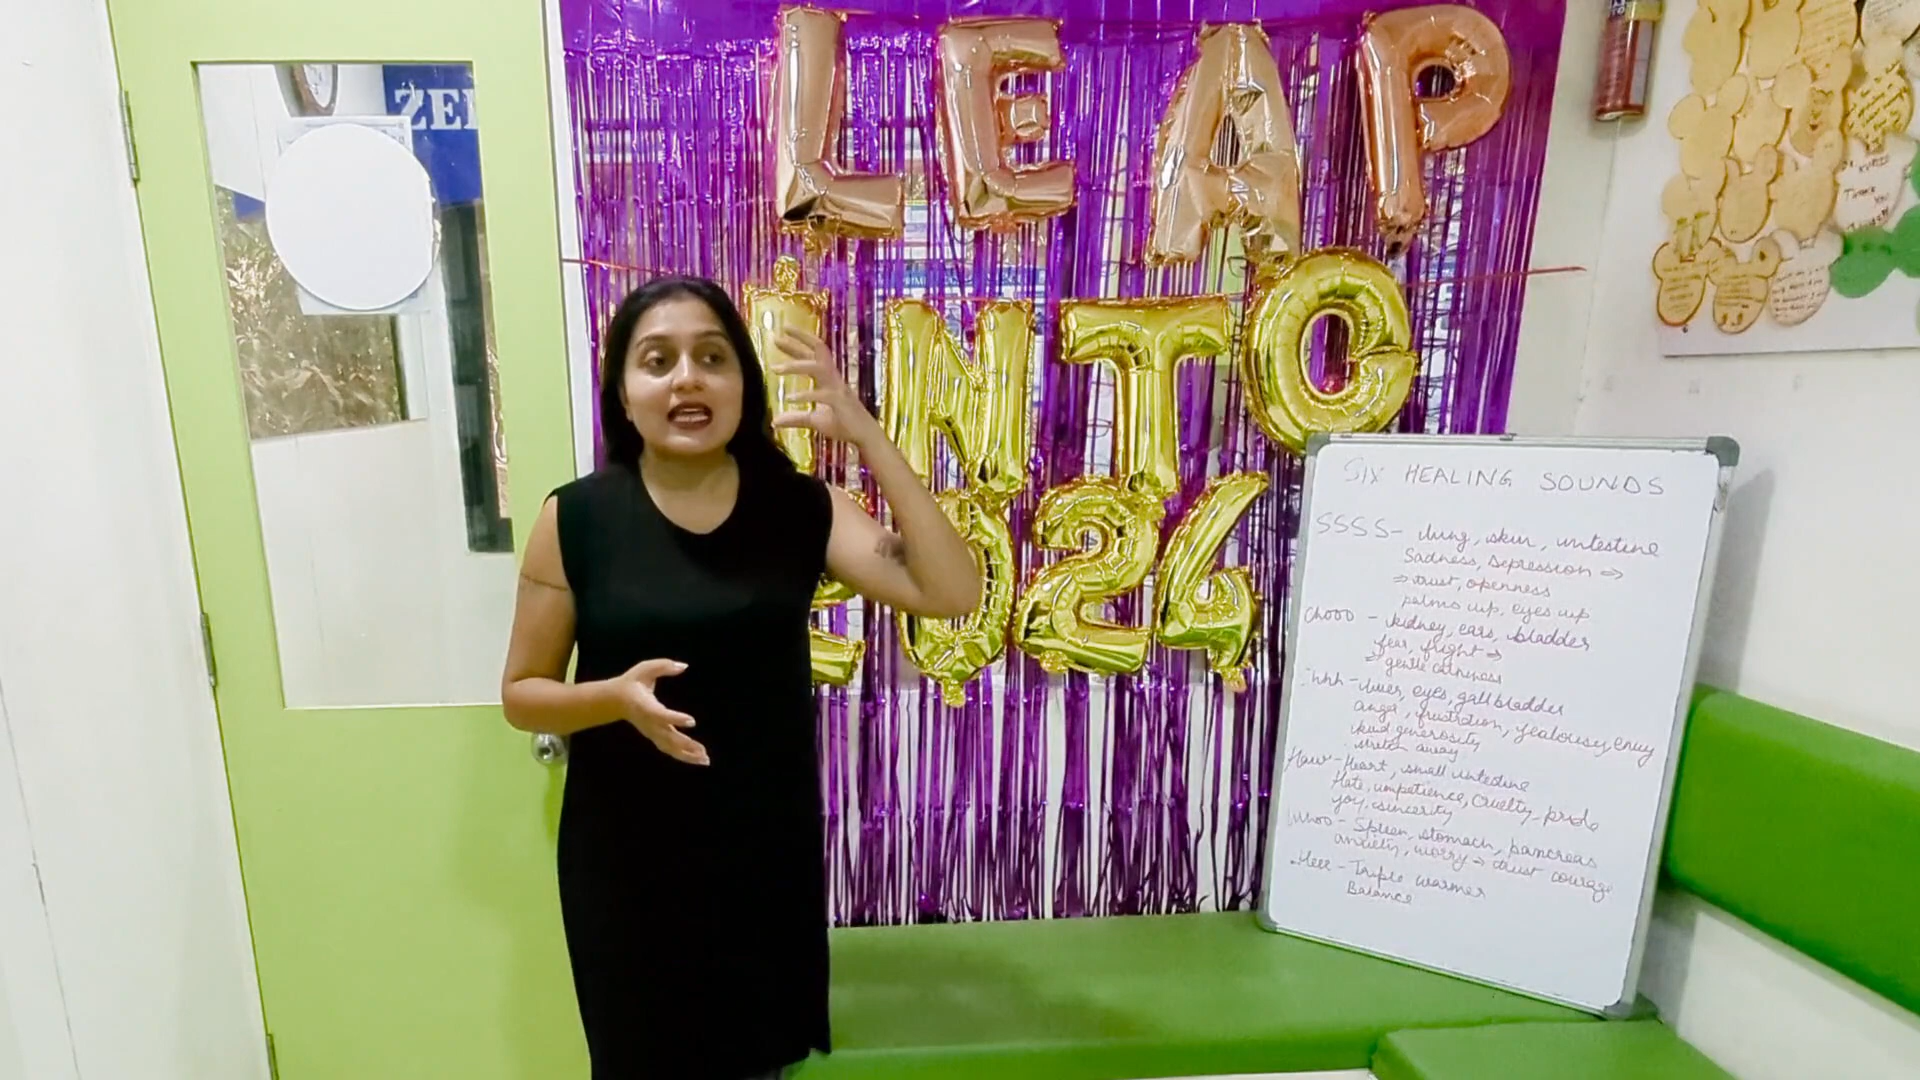 ZEN
LEAP
INTO
2024
SIX HEALING SOUNDS
SSSS- lung, skin, intestine
Sadness, Depression ⇒
⇒ trust, openness
palms up, eyes up
Chooo - kidney, ears, bladder
fear, fright ⇒
⇒ gentle calmness
Shhh - liver, eyes, gall bladder
anger, frustration, jealousy, envy
kind generosity
stretch away
Haw - Heart, small intestine
Hate, impatience, Cruelty, pride
joy, sincerity
Whoo - Spleen, stomach, pancreas
anxiety, worry ⇒ trust courage
Heee - Triple warmer
Balance
Thank
You